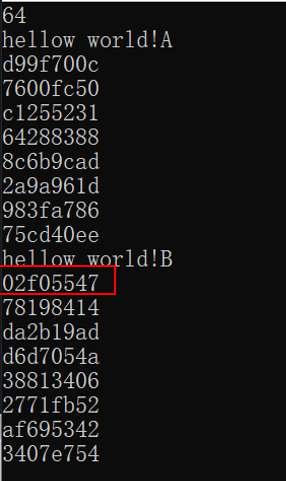 64
hellow world!A
d99f700c
7600fc50
c1255231
64288388
8c6b9cad
2a9a961d
983fa786
75cd40ee
hellow world!B
02f05547
78198414
da2b19ad
d6d7054a
38813406
2771fb52
af695342
3407e754